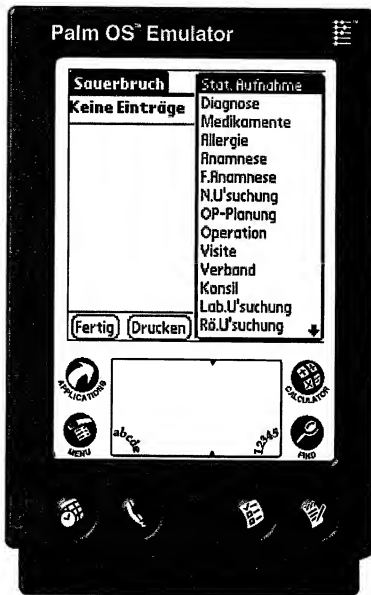 Palm OS™ Emulator
Sauerbruch
Keine Einträge
Stat. Aufnahme
Diagnose
Medikamente
Allergie
Anamnese
F.Anamnese
N.U'suchung
OP-Planung
Operation
Visite
Verband
Konsil
Lab.U'suchung
Rö.U'suchung
Fertig Drucken
APPLICATIONS
CALCULATOR
MENU
abcde
12345
FIND